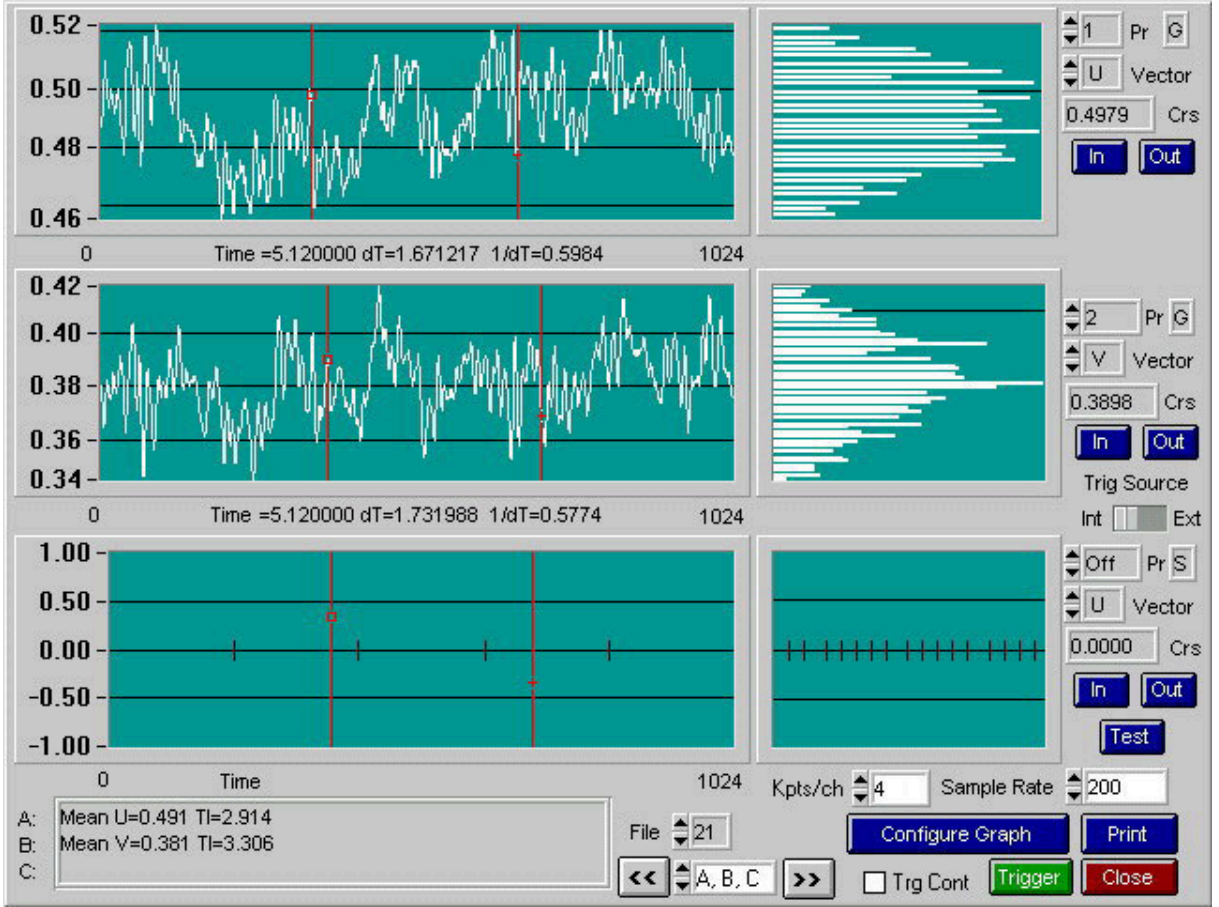 0.52
0.50
0.48
0.46
0 Time =5.120000 dT=1.671217 1/dT=0.5984 1024
1 Pr G
U Vector
0.4979 Crs
In Out
0.42
0.40
0.38
0.36
0.34
0 Time =5.120000 dT=1.731988 1/dT=0.5774 1024
2 Pr G
V Vector
0.3898 Crs
In Out
Trig Source
Int Ext
1.00
0.50
0.00
-0.50
-1.00
0 Time 1024
Off Pr S
U Vector
0.0000 Crs
In Out
Test
Kpts/ch 4 Sample Rate 200
A: Mean U=0.491 TI=2.914
B: Mean V=0.381 TI=3.306
C:
File 21
<< A, B, C >>
Configure Graph Print
Trg Cont Trigger Close